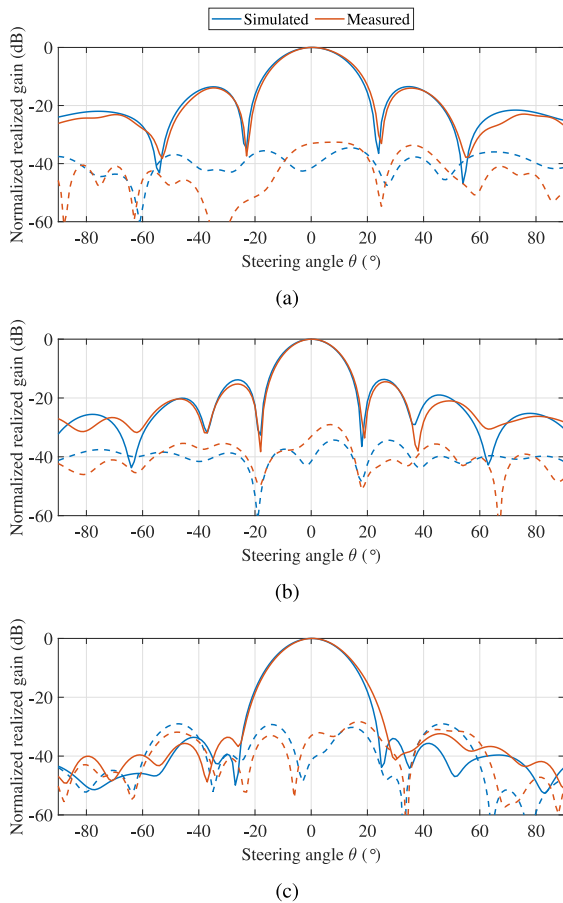 Simulated Measured
Normalized realized gain (dB)
0
-20
-40
-60
-80 -60 -40 -20 0 20 40 60 80
Steering angle θ (°)
(a)
Normalized realized gain (dB)
0
-20
-40
-60
-80 -60 -40 -20 0 20 40 60 80
Steering angle θ (°)
(b)
Normalized realized gain (dB)
0
-20
-40
-60
-80 -60 -40 -20 0 20 40 60 80
Steering angle θ (°)
(c)